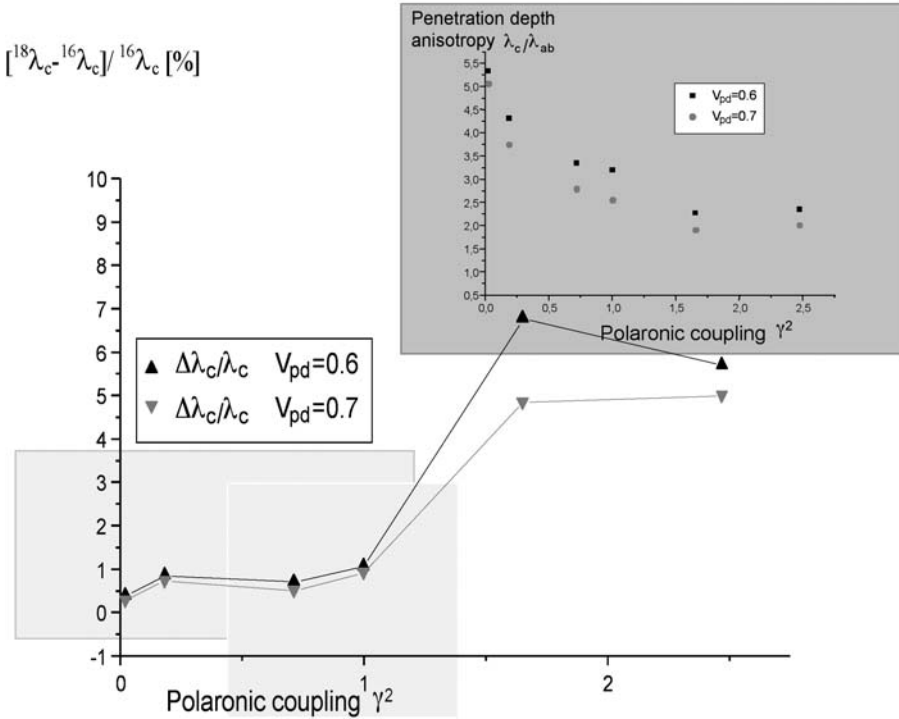 [¹⁸λc-¹⁶λc]/ ¹⁶λc [%]
Penetration depth
anisotropy λc/λab
5,5
5,0
4,5
4,0
3,5
3,0
2,5
2,0
1,5
1,0
0,5
Vpd=0.6
Vpd=0.7
0,0 0,5 1,0 1,5 2,0 2,5
Polaronic coupling γ²
10
9
8
7
6
5
4
3
2
1
0
-1
Δλc/λc Vpd=0.6
Δλc/λc Vpd=0.7
0 1 2
Polaronic coupling γ²